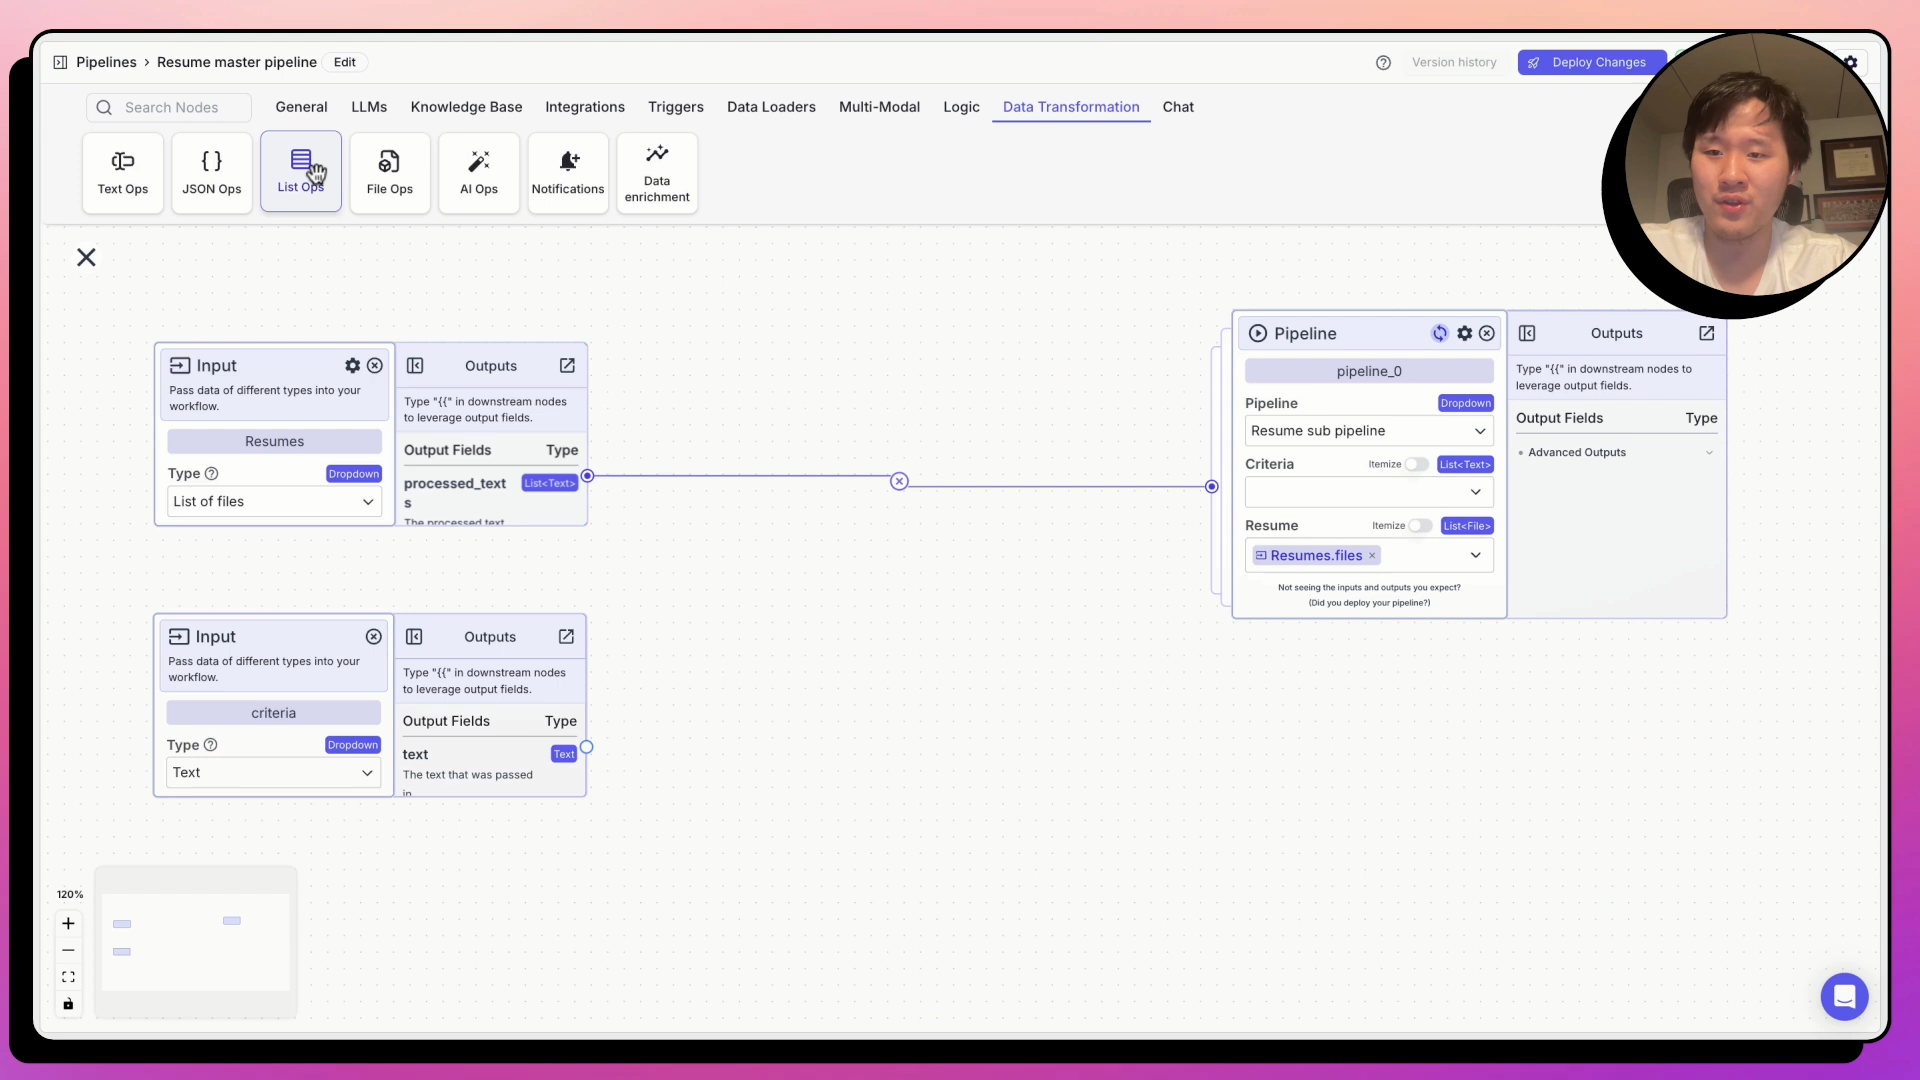 Pipelines › Resume master pipeline Edit
Version history
Deploy Changes
Search Nodes
General
LLMs
Knowledge Base
Integrations
Triggers
Data Loaders
Multi-Modal
Logic
Data Transformation
Chat
Text Ops
JSON Ops
List Ops
File Ops
AI Ops
Notifications
Data
enrichment
Input
Pass data of different types into your
workflow.
Resumes
Type
Dropdown
List of files
Outputs
Type "{{" in downstream nodes
to leverage output fields.
Output Fields Type
processed_text
s
List<Text>
The processed text
Input
Pass data of different types into your
workflow.
criteria
Type
Dropdown
Text
Outputs
Type "{{" in downstream nodes
to leverage output fields.
Output Fields Type
text
Text
The text that was passed
in
Pipeline
pipeline_0
Pipeline
Dropdown
Resume sub pipeline
Criteria
Itemize
List<Text>
Resume
Itemize
List<File>
Resumes.files ×
Not seeing the inputs and outputs you expect?
(Did you deploy your pipeline?)
Outputs
Type "{{" in downstream nodes to
leverage output fields.
Output Fields Type
• Advanced Outputs
120%